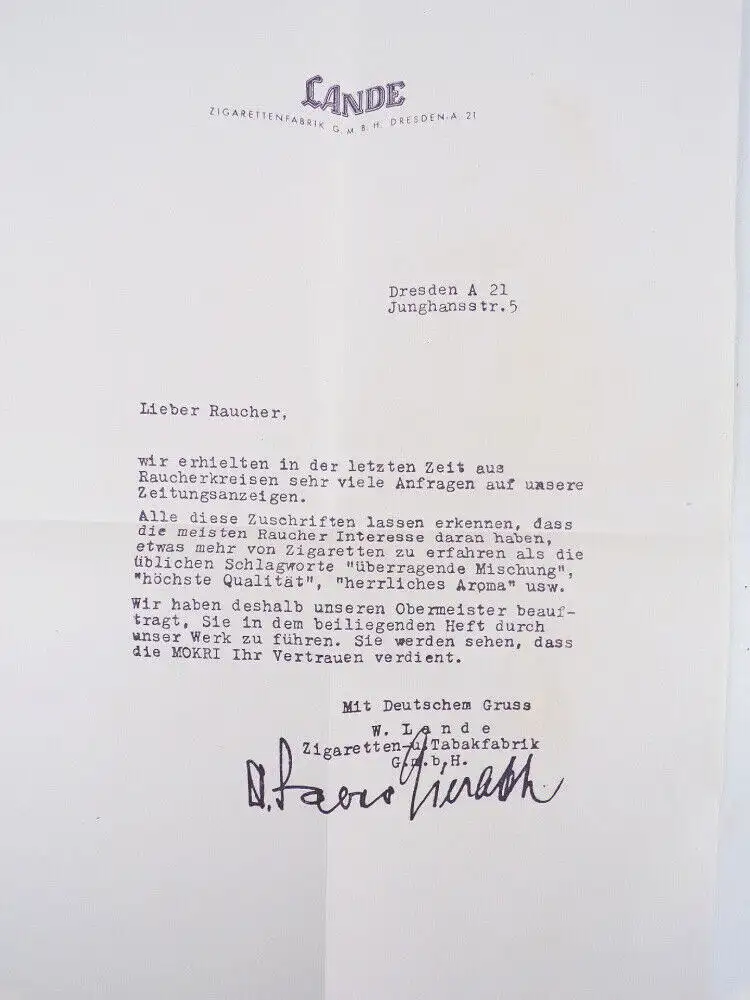 LANDE
ZIGARETTENFABRIK G.M.B.H. DRESDEN-A. 21
Dresden A 21
Junghansstr.5
Lieber Raucher,
wir erhielten in der letzten Zeit aus
Raucherkreisen sehr viele Anfragen auf unsere
Zeitungsanzeigen.
Alle diese Zuschriften lassen erkennen, dass
die meisten Raucher Interesse daran haben,
etwas mehr von Zigaretten zu erfahren als die
üblichen Schlagworte "überragende Mischung",
"höchste Qualität", "herrliches Aroma" usw.
Wir haben deshalb unseren Obermeister beauf-
tragt, Sie in dem beiliegenden Heft durch
unser Werk zu führen. Sie werden sehen, dass
die MOKRI Ihr Vertrauen verdient.
Mit Deutschem Gruss
W. Lande
Zigaretten-u.Tabakfabrik
G.m.b.H.